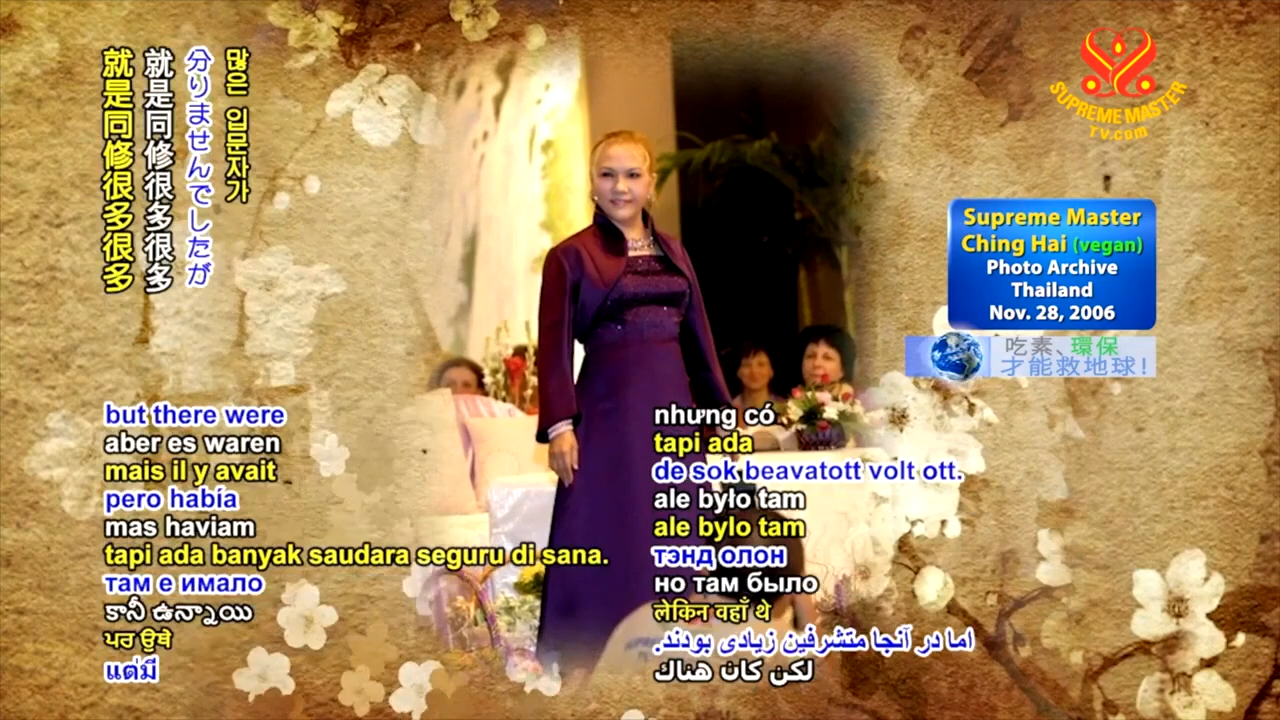 많은 입문자가
分りませんでしたが
就是同修很多很多
就是同修很多很多
SUPREME MASTER
TV.com
Supreme Master
Ching Hai (vegan)
Photo Archive
Thailand
Nov. 28, 2006
吃素、環保
才能救地球!
but there were
aber es waren
mais il y avait
pero había
mas haviam
tapi ada banyak saudara seguru di sana.
там е имало
కానీ ఉన్నాయి
ਪਰ ਉਥੇ
แต่มี
nhưng có
tapi ada
de sok beavatott volt ott.
ale było tam
ale bylo tam
тэнд олон
но там было
लेकिन वहाँ थे
اما در آنجا متشرفین زیادی بودند.
لكن كان هناك